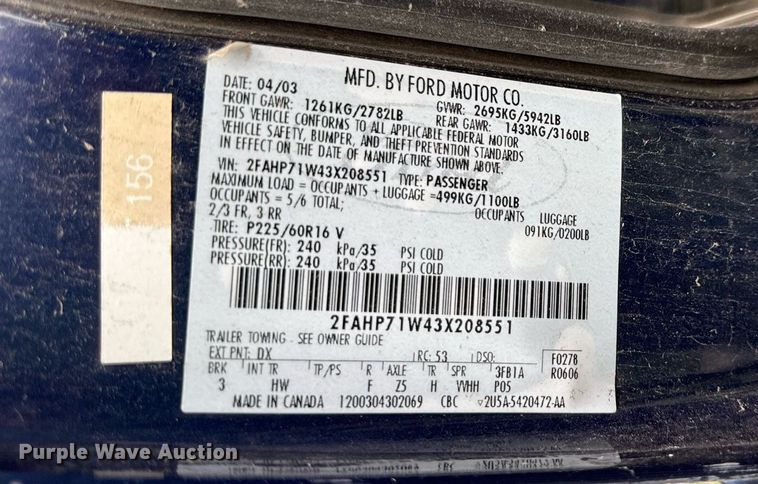 MFD. BY FORD MOTOR CO.
DATE: 04/03 GVWR: 2695KG/5942LB
FRONT GAWR: 1261KG/2782LB REAR GAWR: 1433KG/3160LB
THIS VEHICLE CONFORMS TO ALL APPLICABLE FEDERAL MOTOR
VEHICLE SAFETY, BUMPER, AND THEFT PREVENTION STANDARDS
IN EFFECT ON THE DATE OF MANUFACTURE SHOWN ABOVE.
VIN: 2FAHP71W43X208551 TYPE: PASSENGER
MAXIMUM LOAD = OCCUPANTS + LUGGAGE =499KG/1100LB
OCCUPANTS = 5/6 TOTAL OCCUPANTS LUGGAGE
2/3 FR, 3 RR 091KG/0200LB
TIRE: P225/60R16 V
PRESSURE(FR): 240 kPa/35 PSI COLD
PRESSURE(RR): 240 kPa/35 PSI COLD
2FAHP71W43X208551
TRAILER TOWING - SEE OWNER GUIDE
EXT PNT: DX RC: 53 DSO: F0278
BRK INT TR TP/PS R AXLE TR SPR 3FB1A R0606
3 HW F Z5 H VVHH P05
MADE IN CANADA 1200304302069 CBC 2U5A-5420472-AA
156
Purple Wave Auction